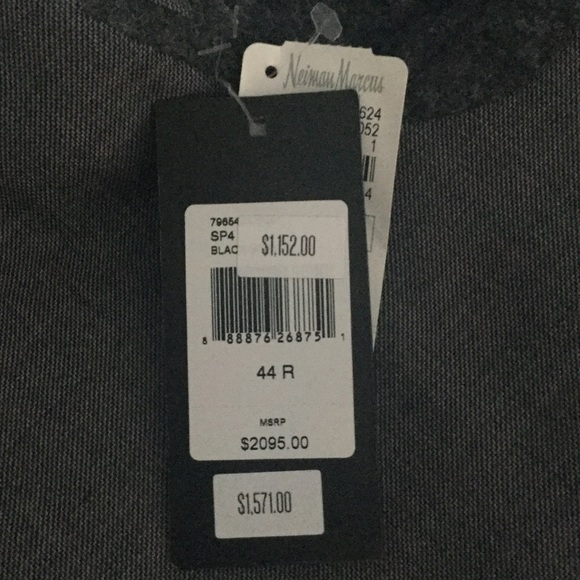 Neiman Marcus
624
052
1
4
79654
SP4
BLAC
$1,152.00
8 88876 26875 1
44 R
MSRP
$2095.00
$1,571.00